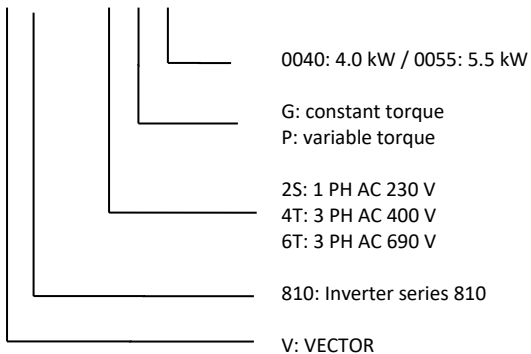 0040: 4.0 kW / 0055: 5.5 kW
G: constant torque
P: variable torque
2S: 1 PH AC 230 V
4T: 3 PH AC 400 V
6T: 3 PH AC 690 V
810: Inverter series 810
V: VECTOR